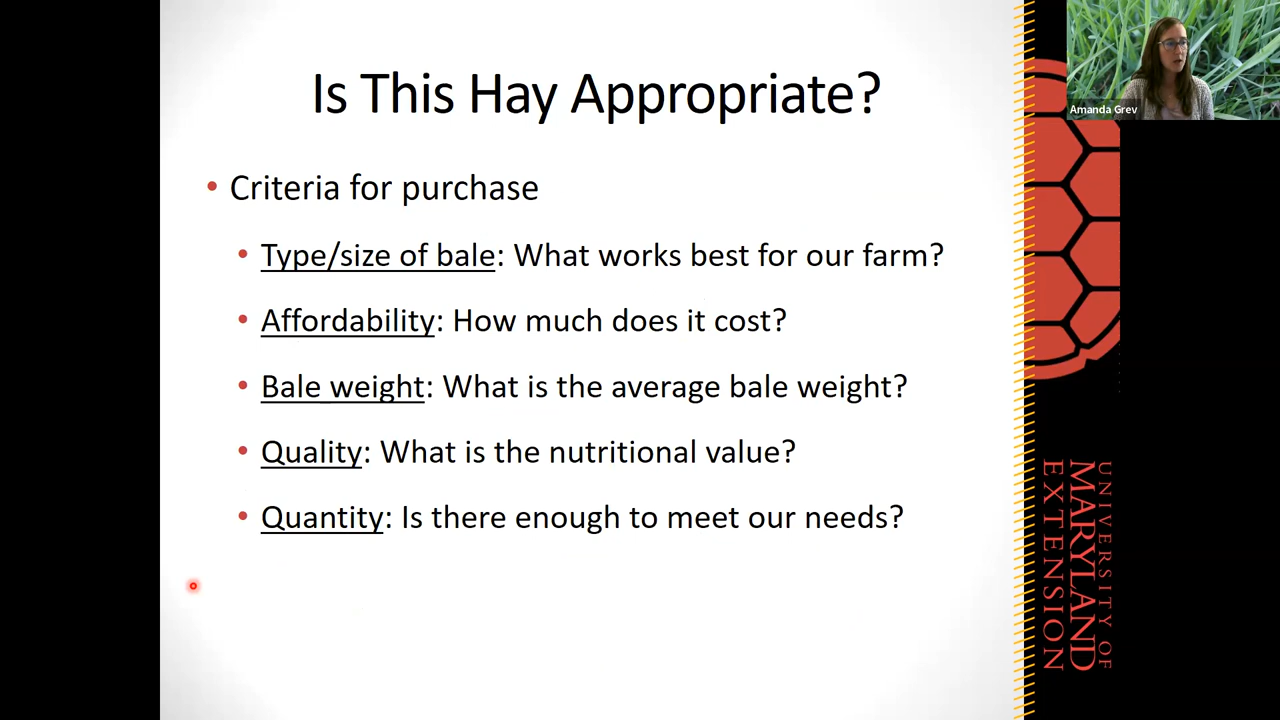 Is This Hay Appropriate?
• Criteria for purchase
• Type/size of bale: What works best for our farm?
• Affordability: How much does it cost?
• Bale weight: What is the average bale weight?
• Quality: What is the nutritional value?
• Quantity: Is there enough to meet our needs?
Amanda Grev
UNIVERSITY OF
MARYLAND
EXTENSION